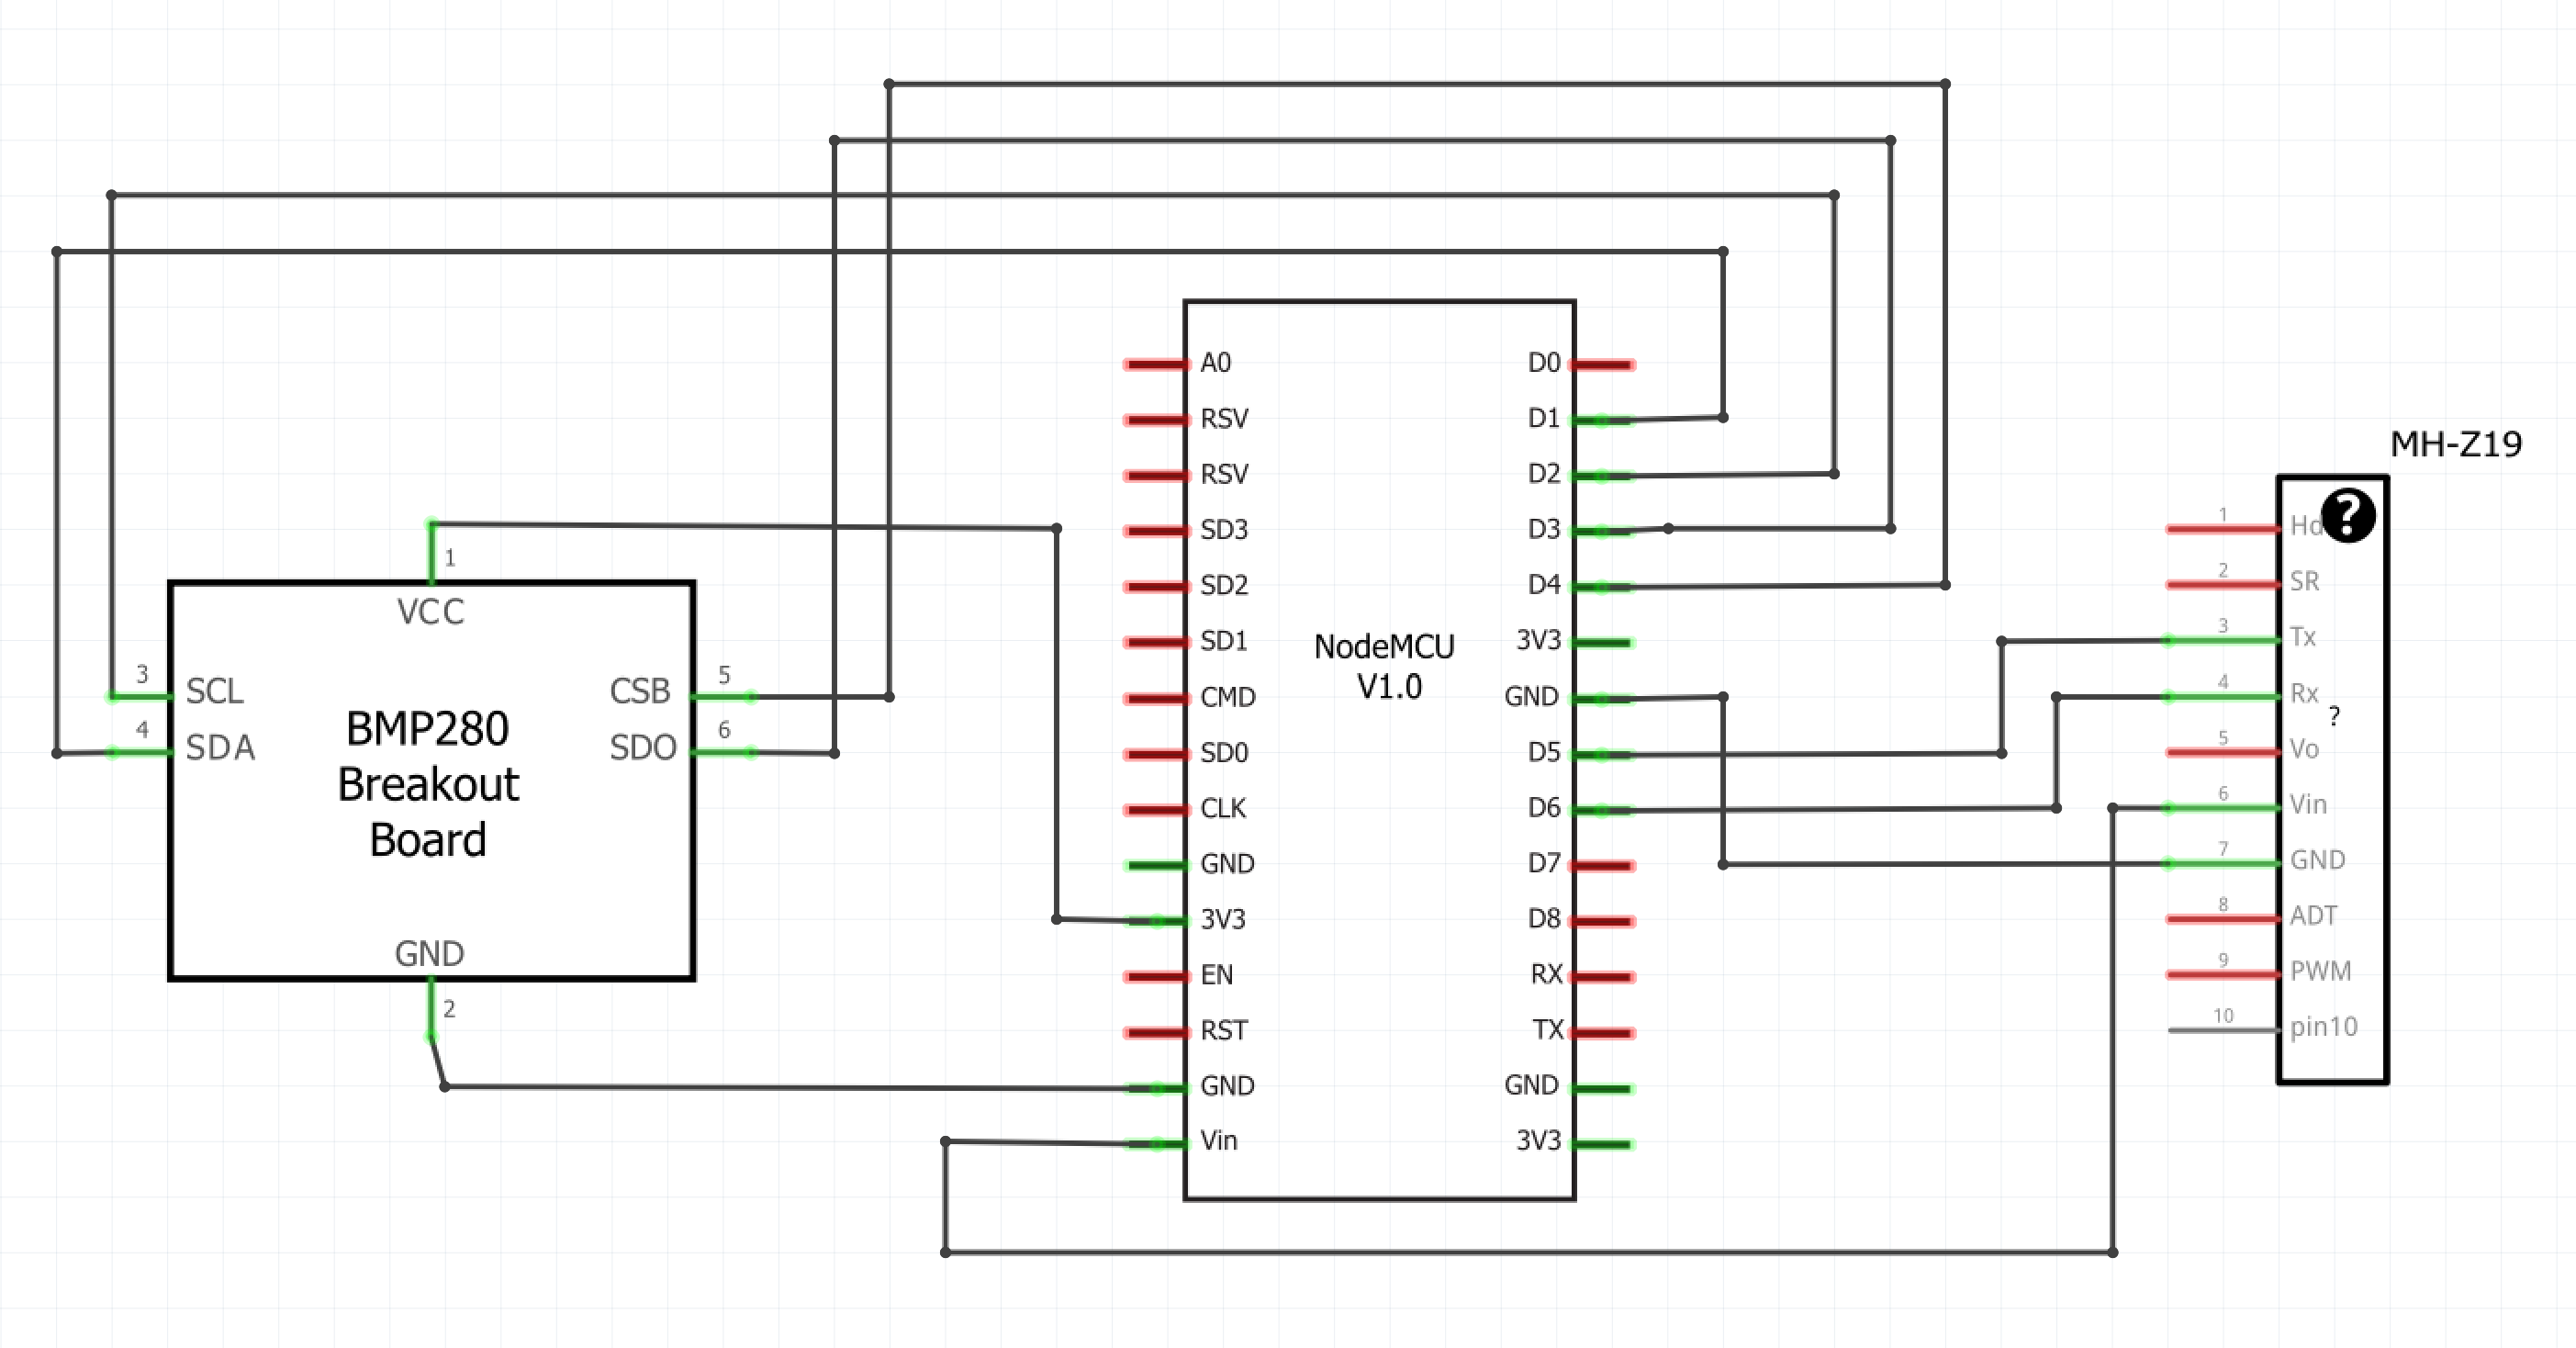 1
VCC
3
SCL
4
SDA
BMP280
Breakout
Board
CSB
5
SDO
6
GND
2
A0
RSV
RSV
SD3
SD2
SD1
CMD
SD0
CLK
GND
3V3
EN
RST
GND
Vin
NodeMCU
V1.0
D0
D1
D2
D3
D4
3V3
GND
D5
D6
D7
D8
RX
TX
GND
3V3
MH-Z19
?
1 Hd
2 SR
3 Tx
4 Rx
?
5 Vo
6 Vin
7 GND
8 ADT
9 PWM
10 pin10